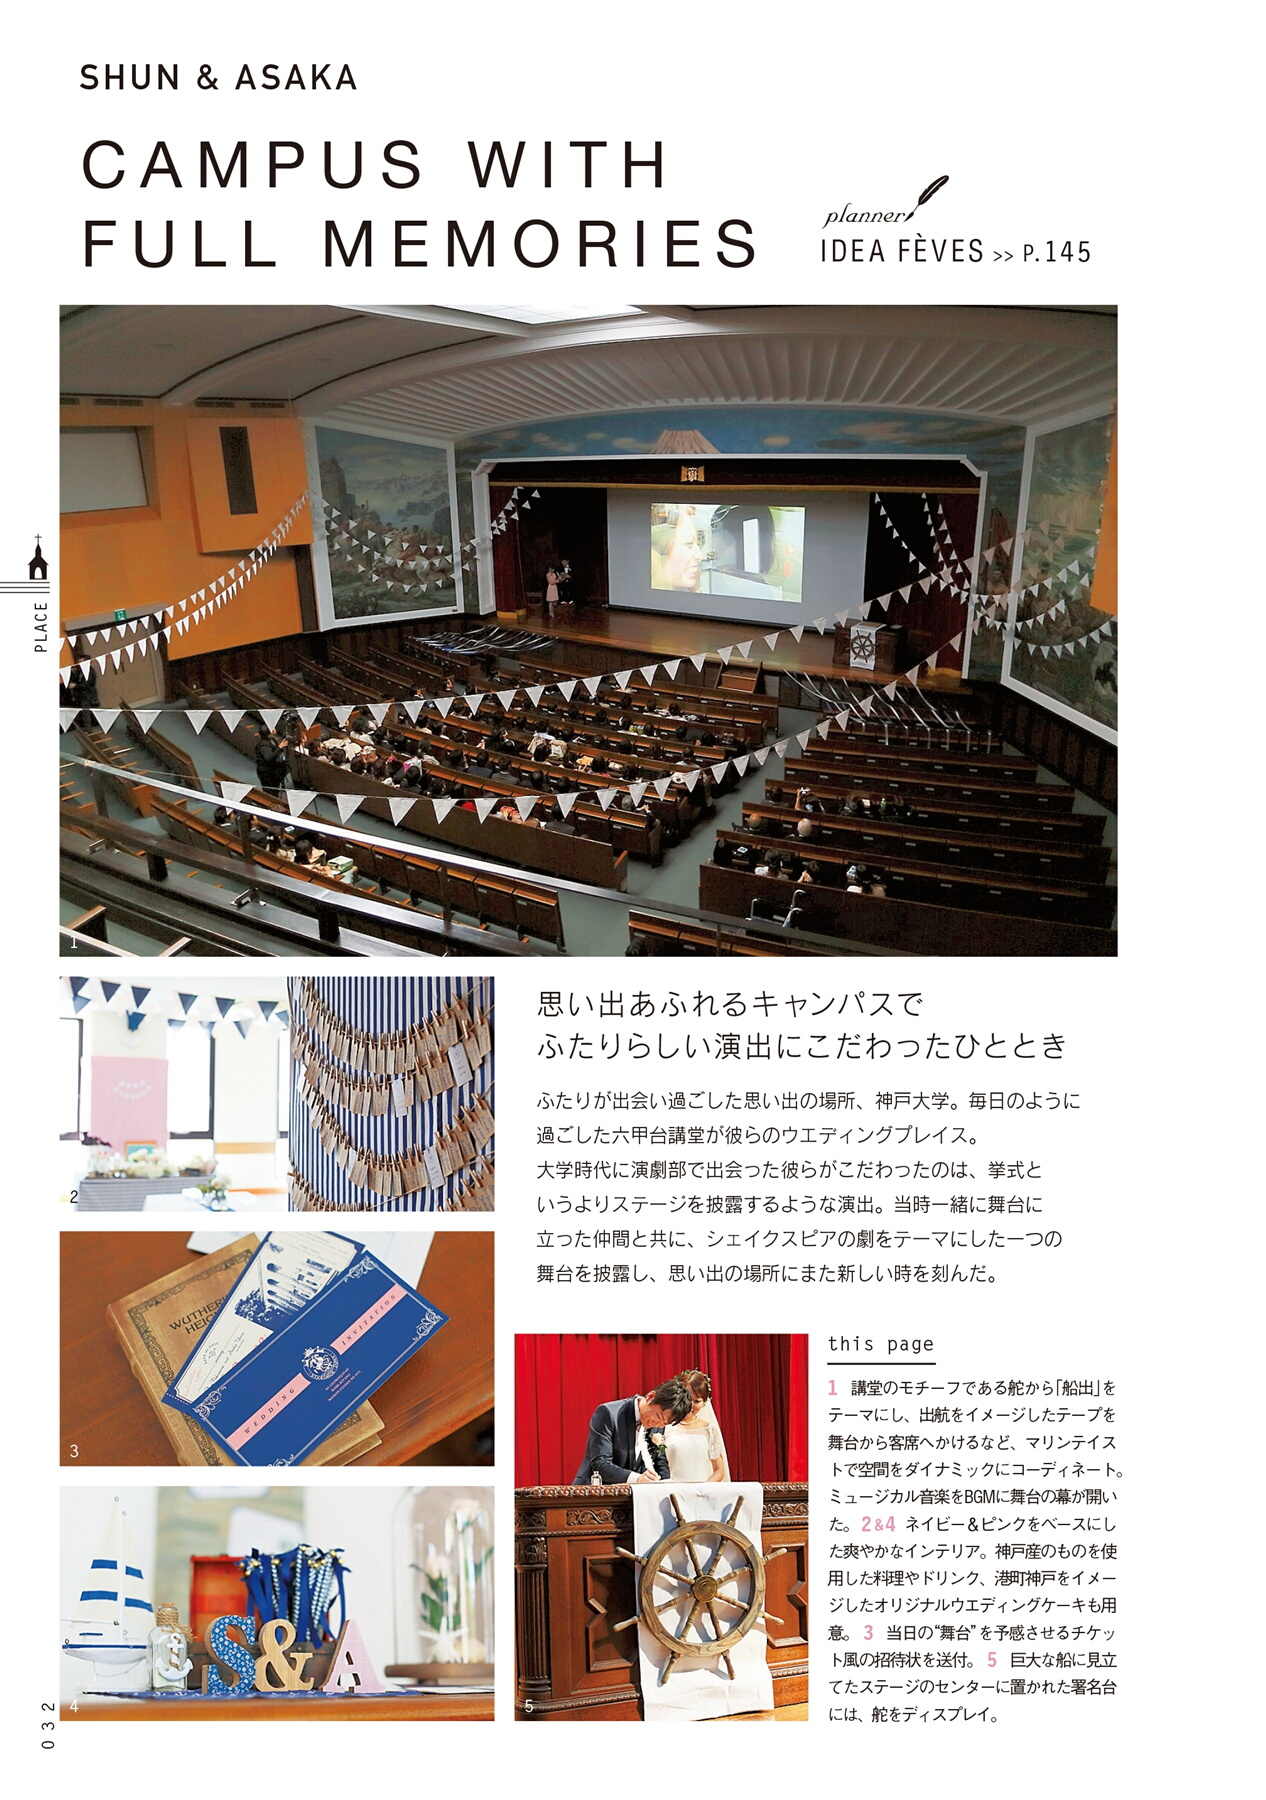 SHUN & ASAKA
CAMPUS WITH
FULL MEMORIES
planner
IDEA FÈVES >> P.145
PLACE
1
2
3
4
5
思い出あふれるキャンパスで
ふたりらしい演出にこだわったひととき
ふたりが出会い過ごした思い出の場所、神戸大学。毎日のように
過ごした六甲台講堂が彼らのウエディングプレイス。
大学時代に演劇部で出会った彼らがこだわったのは、挙式と
いうよりステージを披露するような演出。当時一緒に舞台に
立った仲間と共に、シェイクスピアの劇をテーマにした一つの
舞台を披露し、思い出の場所にまた新しい時を刻んだ。
WEDDING INVITATION
S&A
this page
1 講堂のモチーフである舵から「船出」を
テーマにし、出航をイメージしたテープを
舞台から客席へかけるなど、マリンテイス
トで空間をダイナミックにコーディネート。
ミュージカル音楽をBGMに舞台の幕が開い
た。 2&4 ネイビー＆ピンクをベースにし
た爽やかなインテリア。神戸産のものを使
用した料理やドリンク、港町神戸をイメー
ジしたオリジナルウエディングケーキも用
意。 3 当日の“舞台”を予感させるチケッ
ト風の招待状を送付。 5 巨大な船に見立
てたステージのセンターに置かれた署名台
には、舵をディスプレイ。
032